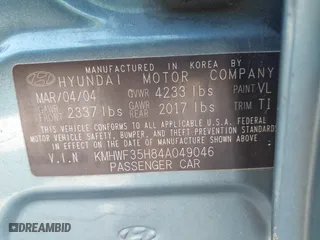 MANUFACTURED IN KOREA BY
HYUNDAI MOTOR COMPANY
MAR/04/04 GVWR 4233 lbs PAINT VL
GAWR FRONT 2337 lbs GAWR REAR 2017 lbs TRIM TI
THIS VEHICLE CONFORMS TO ALL APPLICABLE U.S.A. FEDERAL
MOTOR VEHICLE SAFETY, BUMPER, AND THEFT PREVENTION STANDARDS
IN EFFECT ON THE DATE OF MANUFACTURE SHOWN ABOVE.
V.I.N KMHWF35H84A049046
PASSENGER CAR